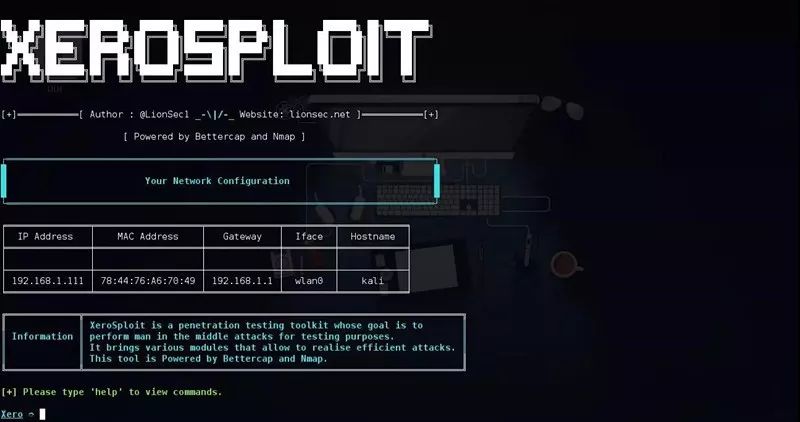 XEROSPLOIT
[+]═══════════[ Author : @LionSec1 _-\|/-_ Website: lionsec.net ]═══════════[+]
[ Powered by Bettercap and Nmap ]
Your Network Configuration
IP Address MAC Address Gateway Iface Hostname
192.168.1.111 78:44:76:A6:70:49 192.168.1.1 wlan0 kali
Information
XeroSploit is a penetration testing toolkit whose goal is to
perform man in the middle attacks for testing purposes.
It brings various modules that allow to realise efficient attacks.
This tool is Powered by Bettercap and Nmap.
[+] Please type 'help' to view commands.
Xero ➮